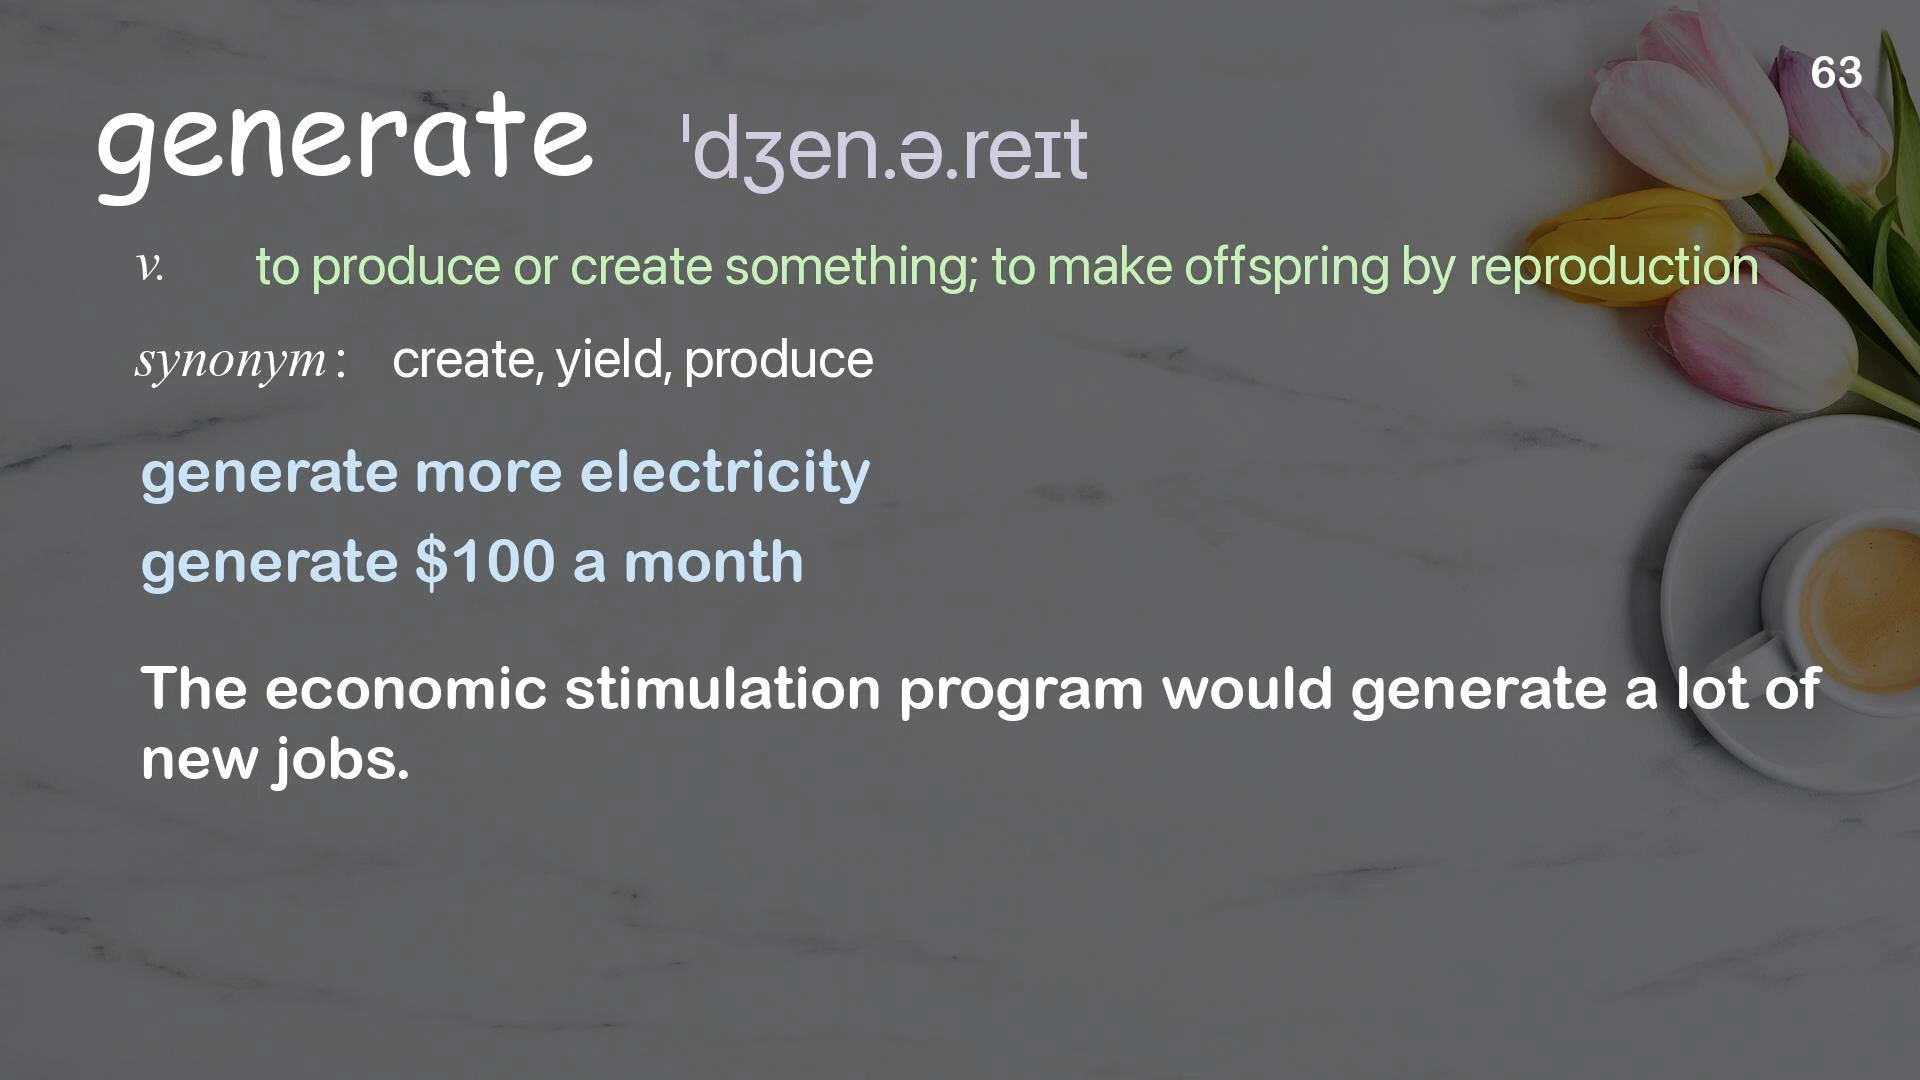 63
generate ˈdʒen.ə.reɪt
v. to produce or create something; to make offspring by reproduction
synonym : create, yield, produce
generate more electricity
generate $100 a month
The economic stimulation program would generate a lot of
new jobs.